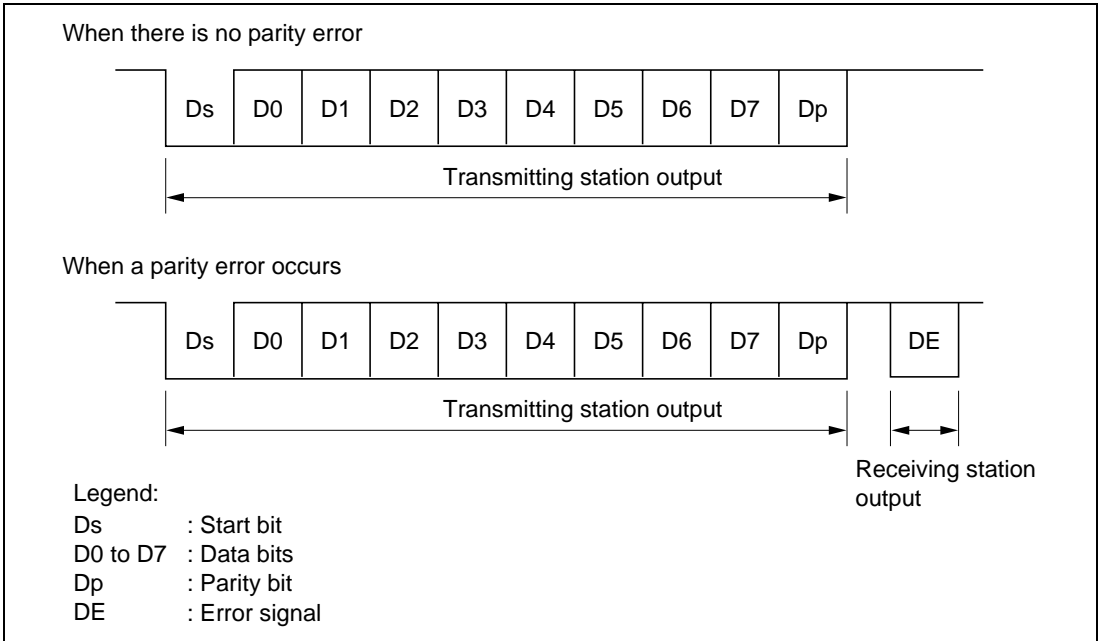 When there is no parity error
Ds D0 D1 D2 D3 D4 D5 D6 D7 Dp
Transmitting station output
When a parity error occurs
Ds D0 D1 D2 D3 D4 D5 D6 D7 Dp DE
Transmitting station output
Receiving station
output
Legend:
Ds : Start bit
D0 to D7 : Data bits
Dp : Parity bit
DE : Error signal